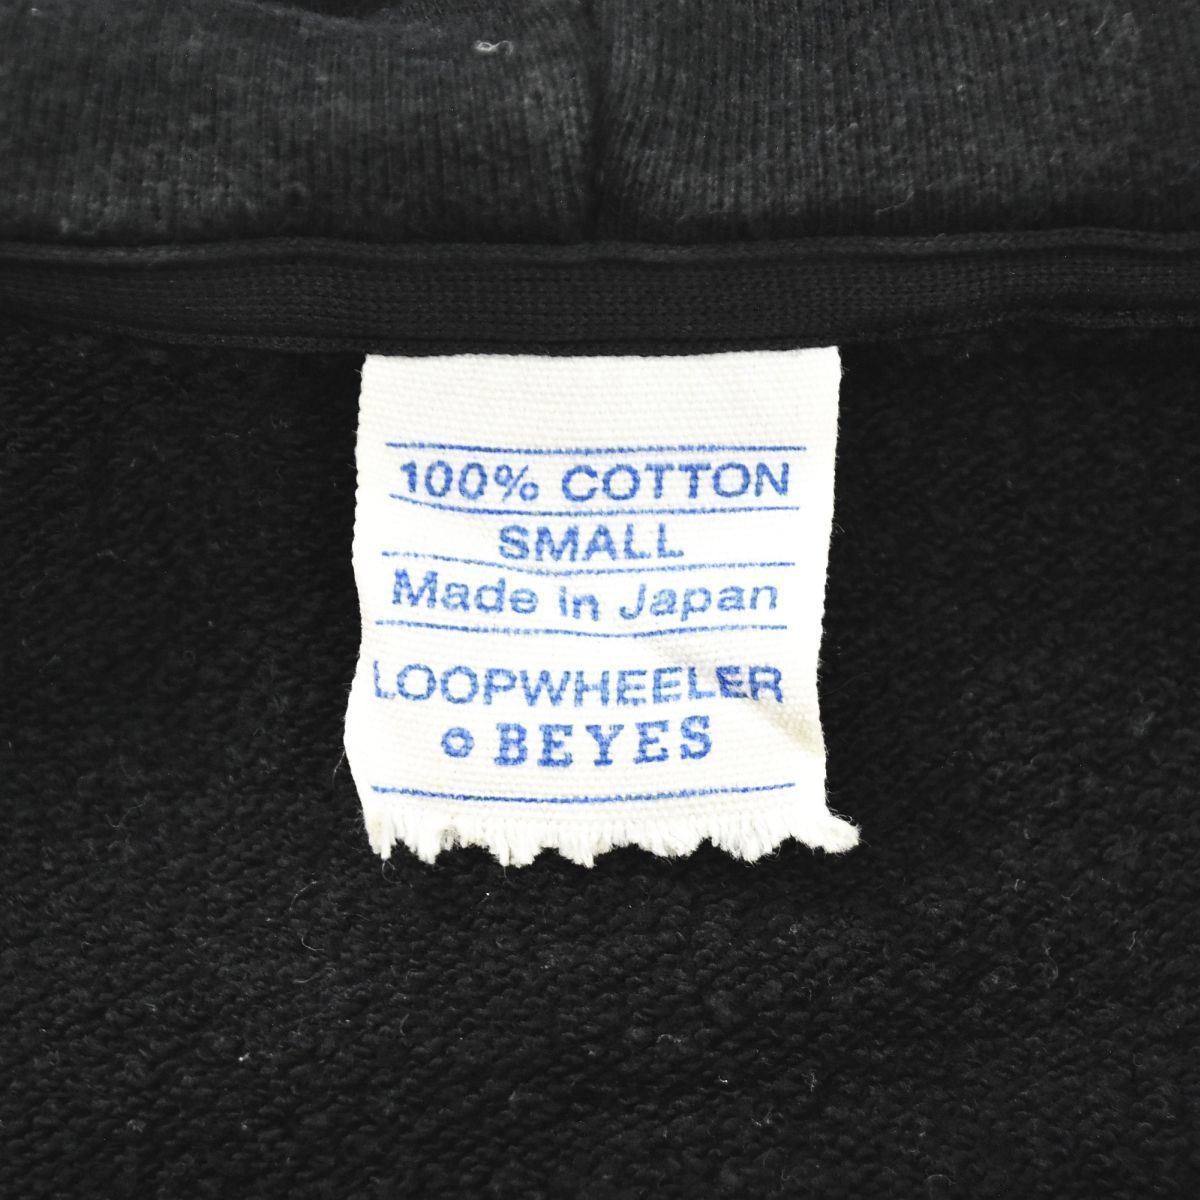 100% COTTON
SMALL
Made in Japan
LOOPWHEELER
BEYES